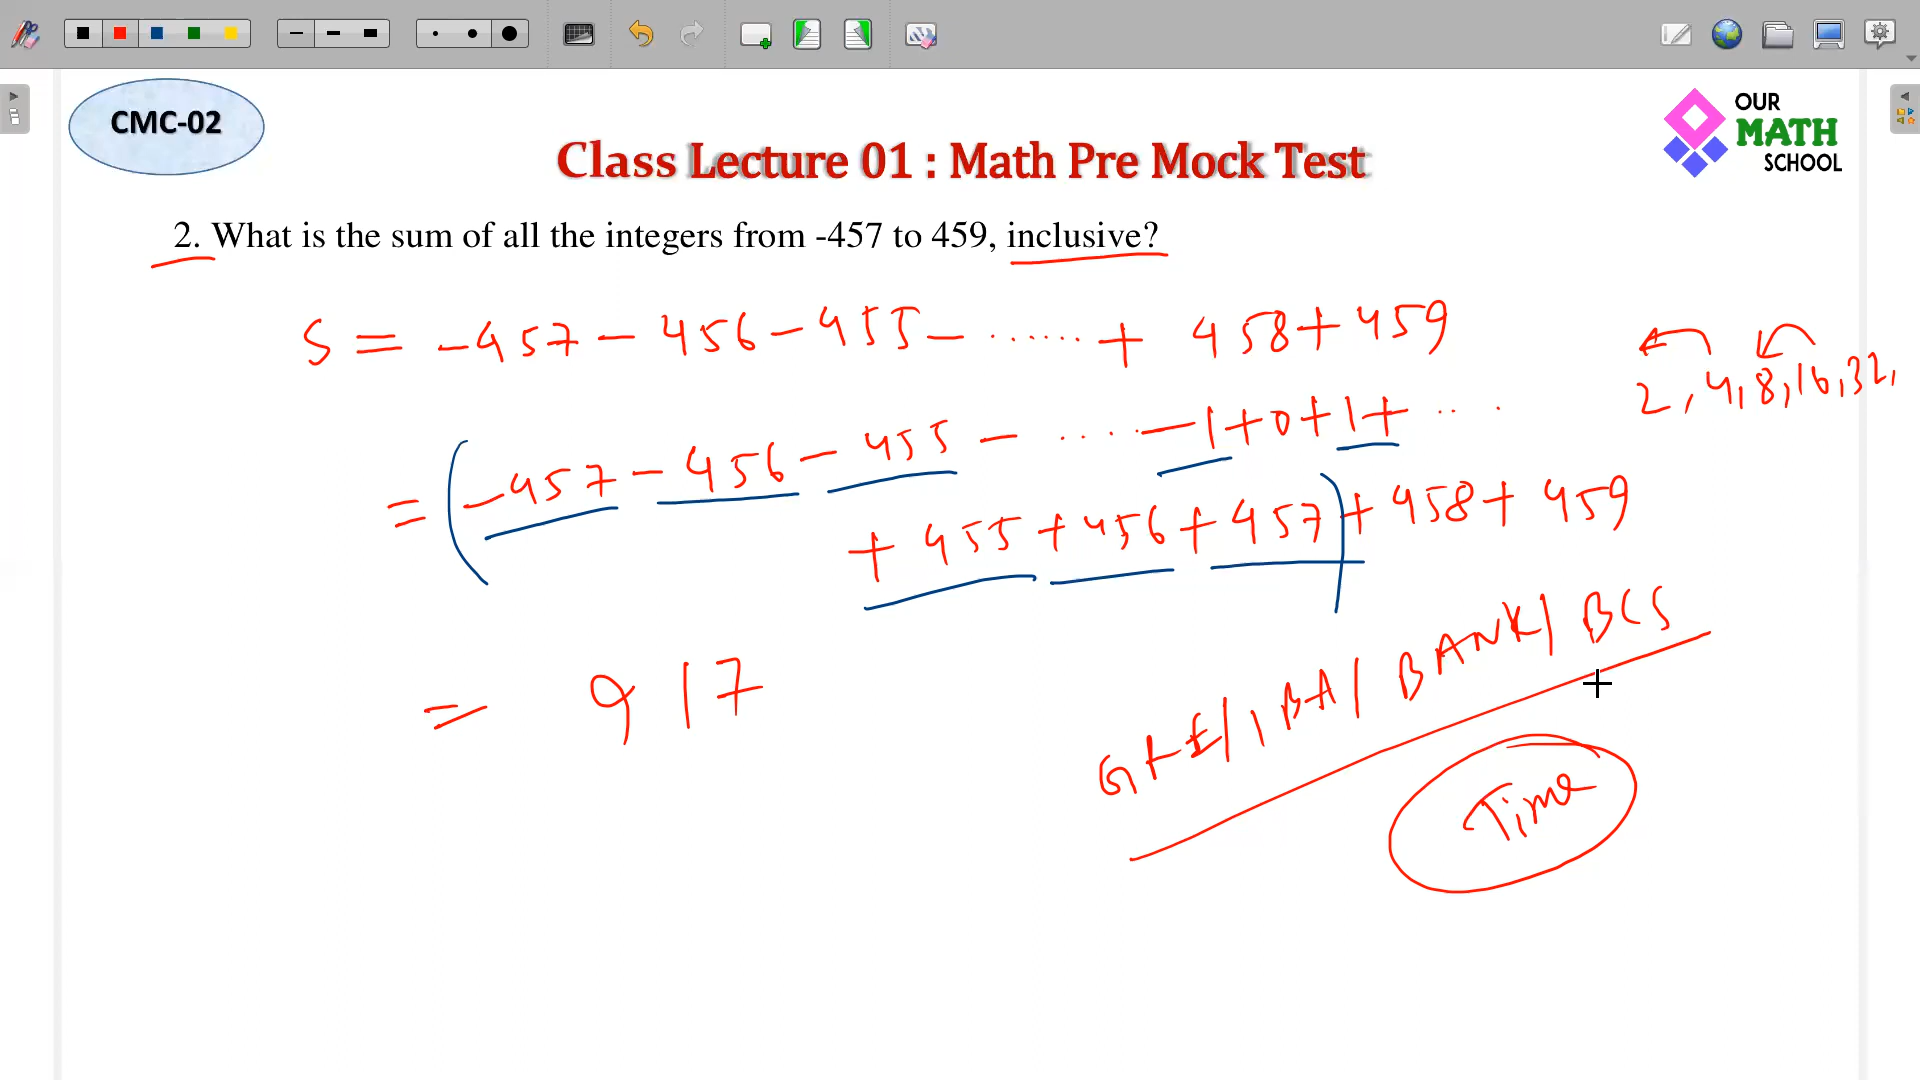 CMC-02
OUR
MATH
SCHOOL
Class Lecture 01 : Math Pre Mock Test
2. What is the sum of all the integers from -457 to 459, inclusive?
S = -457 - 456 - 455 - ...... + 458 + 459
2, 4, 8, 16, 32,
= (-457 - 456 - 455 - .... - 1 + 0 + 1 + ...
+ 455 + 456 + 457) + 458 + 459
= 917
GRE/IBA/BANK/BCS
Time